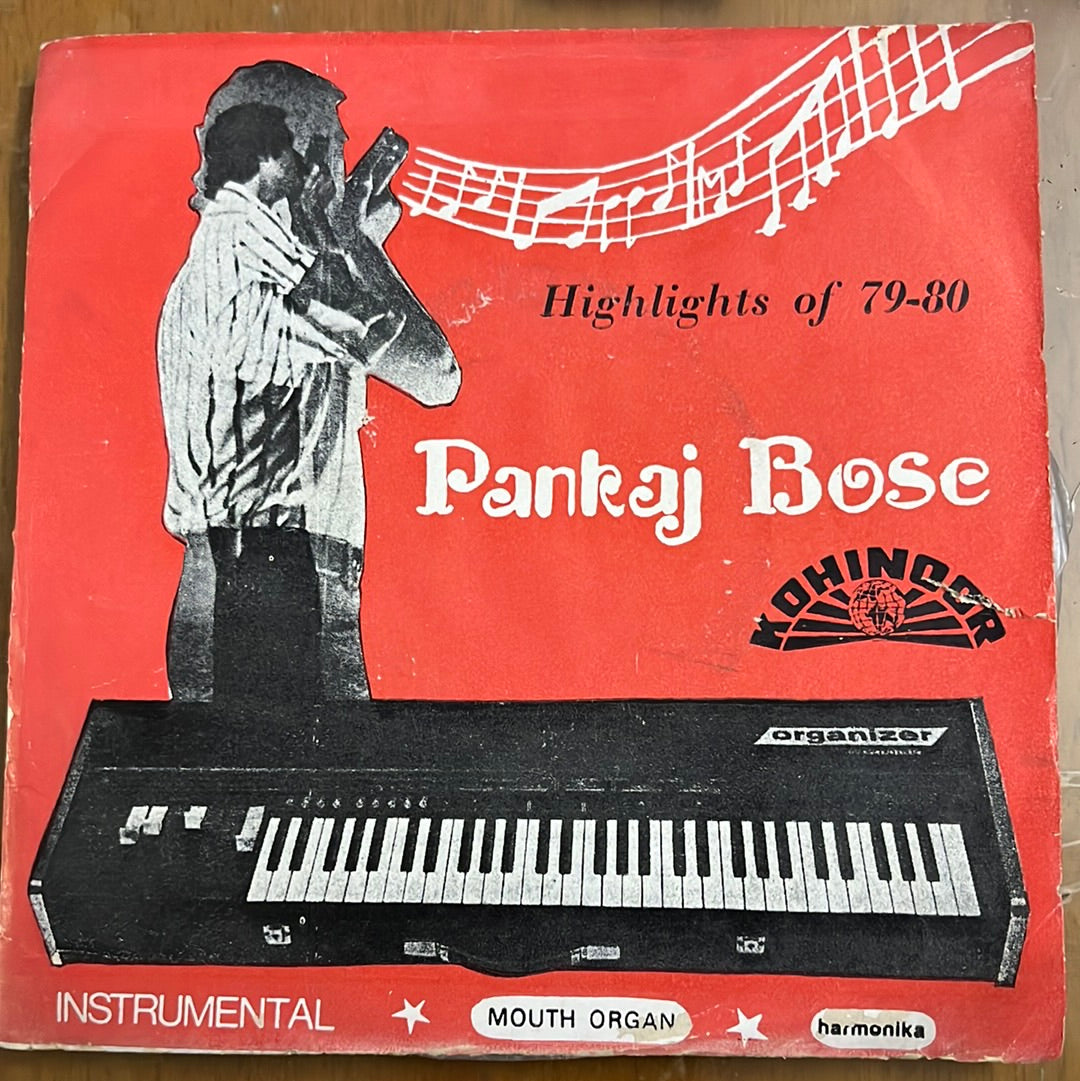 Highlights of 79-80
Pankaj Bose
KOHINOOR
organizer
INSTRUMENTAL
MOUTH ORGAN
harmonika